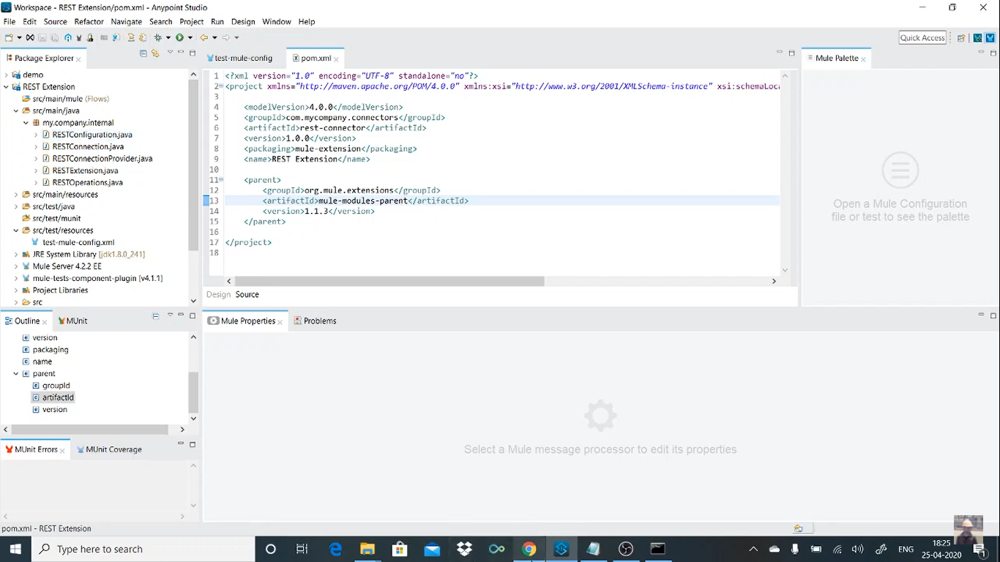 Workspace - REST Extension/pom.xml - Anypoint Studio
File Edit Source Refactor Navigate Search Project Run Design Window Help
Quick Access
Package Explorer
demo
REST Extension
src/main/mule (Flows)
src/main/java
my.company.internal
RESTConfiguration.java
RESTConnection.java
RESTConnectionProvider.java
RESTExtension.java
RESTOperations.java
src/main/resources
src/test/java
src/test/munit
src/test/resources
test-mule-config.xml
JRE System Library [jdk1.8.0_241]
Mule Server 4.2.2 EE
mule-tests-component-plugin [v4.1.1]
Project Libraries
src
test-mule-config pom.xml
1 <?xml version="1.0" encoding="UTF-8" standalone="no"?>
2 <project xmlns="http://maven.apache.org/POM/4.0.0" xmlns:xsi="http://www.w3.org/2001/XMLSchema-instance" xsi:schemaLoca
3
4 <modelVersion>4.0.0</modelVersion>
5 <groupId>com.mycompany.connectors</groupId>
6 <artifactId>rest-connector</artifactId>
7 <version>1.0.0</version>
8 <packaging>mule-extension</packaging>
9 <name>REST Extension</name>
10
11 <parent>
12 <groupId>org.mule.extensions</groupId>
13 <artifactId>mule-modules-parent</artifactId>
14 <version>1.1.3</version>
15 </parent>
16
17 </project>
18
Design Source
Mule Palette
Open a Mule Configuration
file or test to see the palette
Outline MUnit
version
packaging
name
parent
groupId
artifactId
version
MUnit Errors MUnit Coverage
Mule Properties Problems
Select a Mule message processor to edit its properties
pom.xml - REST Extension
Type here to search
ENG
18:25
25-04-2020
1